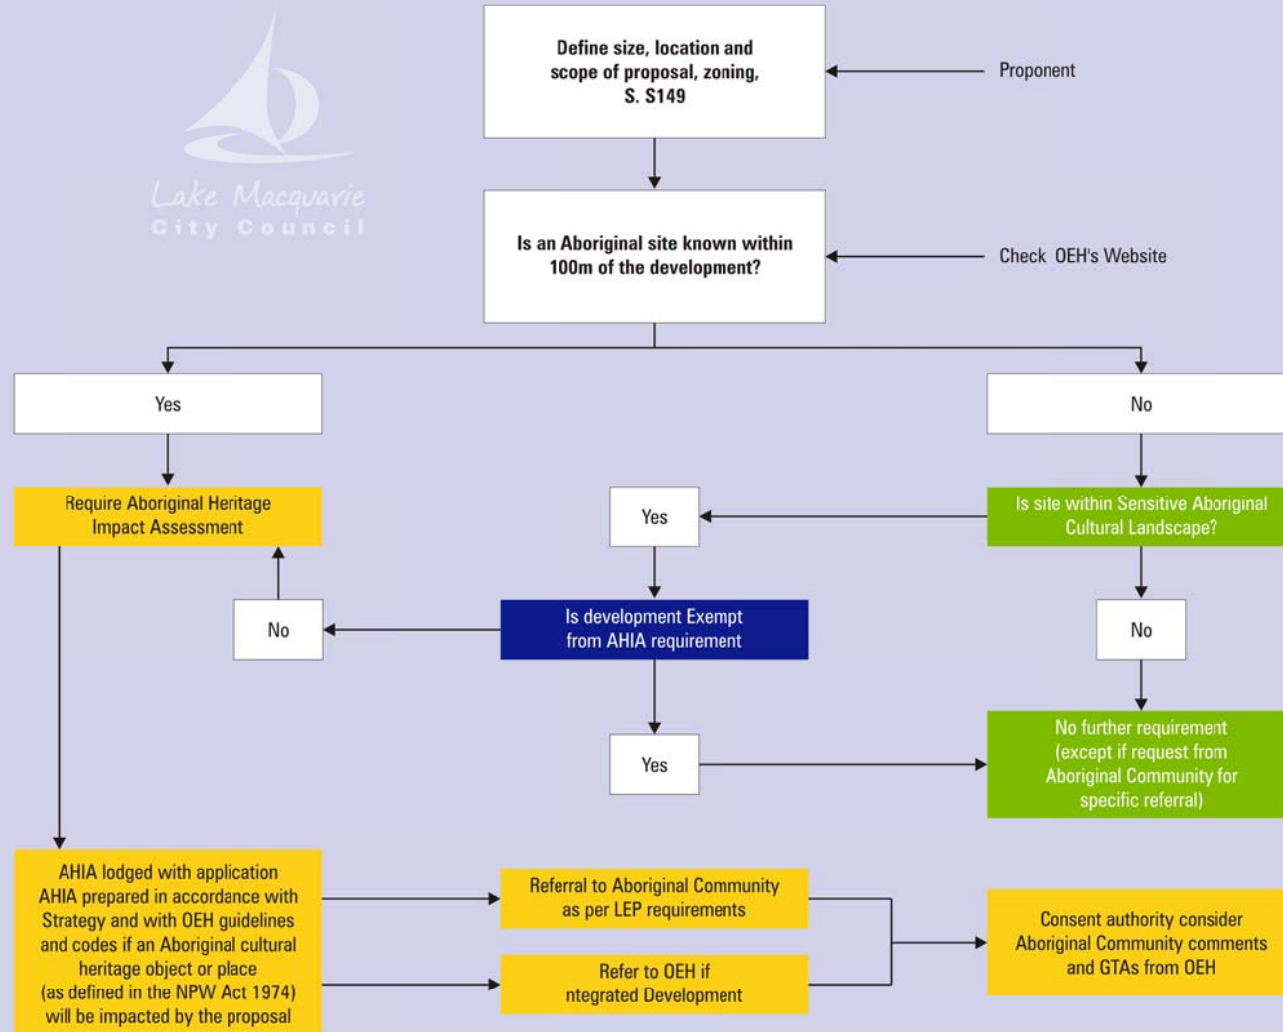 Lake Macquarie
City Council
Define size, location and
scope of proposal, zoning,
S. S149
Proponent
Is an Aboriginal site known within
100m of the development?
Check OEH's Website
Yes
No
Require Aboriginal Heritage
Impact Assessment
Yes
Is site within Sensitive Aboriginal
Cultural Landscape?
No
Is development Exempt
from AHIA requirement
No
Yes
No further requirement
(except if request from
Aboriginal Community for
specific referral)
AHIA lodged with application
AHIA prepared in accordance with
Strategy and with OEH guidelines
and codes if an Aboriginal cultural
heritage object or place
(as defined in the NPW Act 1974)
will be impacted by the proposal
Referral to Aboriginal Community
as per LEP requirements
Refer to OEH if
ntegrated Development
Consent authority consider
Aboriginal Community comments
and GTAs from OEH